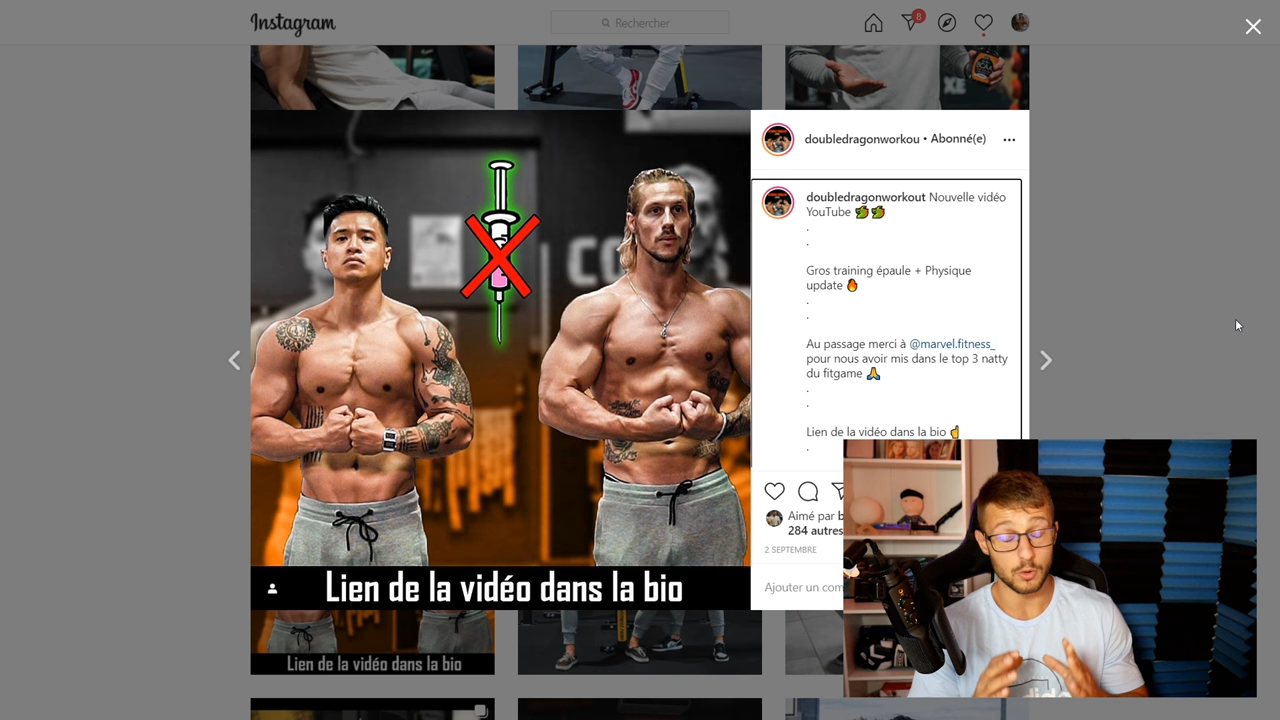 Instagram
Rechercher
8
doubledragonworkou • Abonné(e)
doubledragonworkout Nouvelle vidéo
YouTube 🐲🐲
.
.
Gros training épaule + Physique
update 🔥
.
.
Au passage merci à @marvel.fitness_
pour nous avoir mis dans le top 3 natty
du fitgame 🙏
.
.
Lien de la vidéo dans la bio ☝
.
Aimé par b
284 autres
2 SEPTEMBRE
Ajouter un com
Lien de la vidéo dans la bio
Lien de la vidéo dans la bio